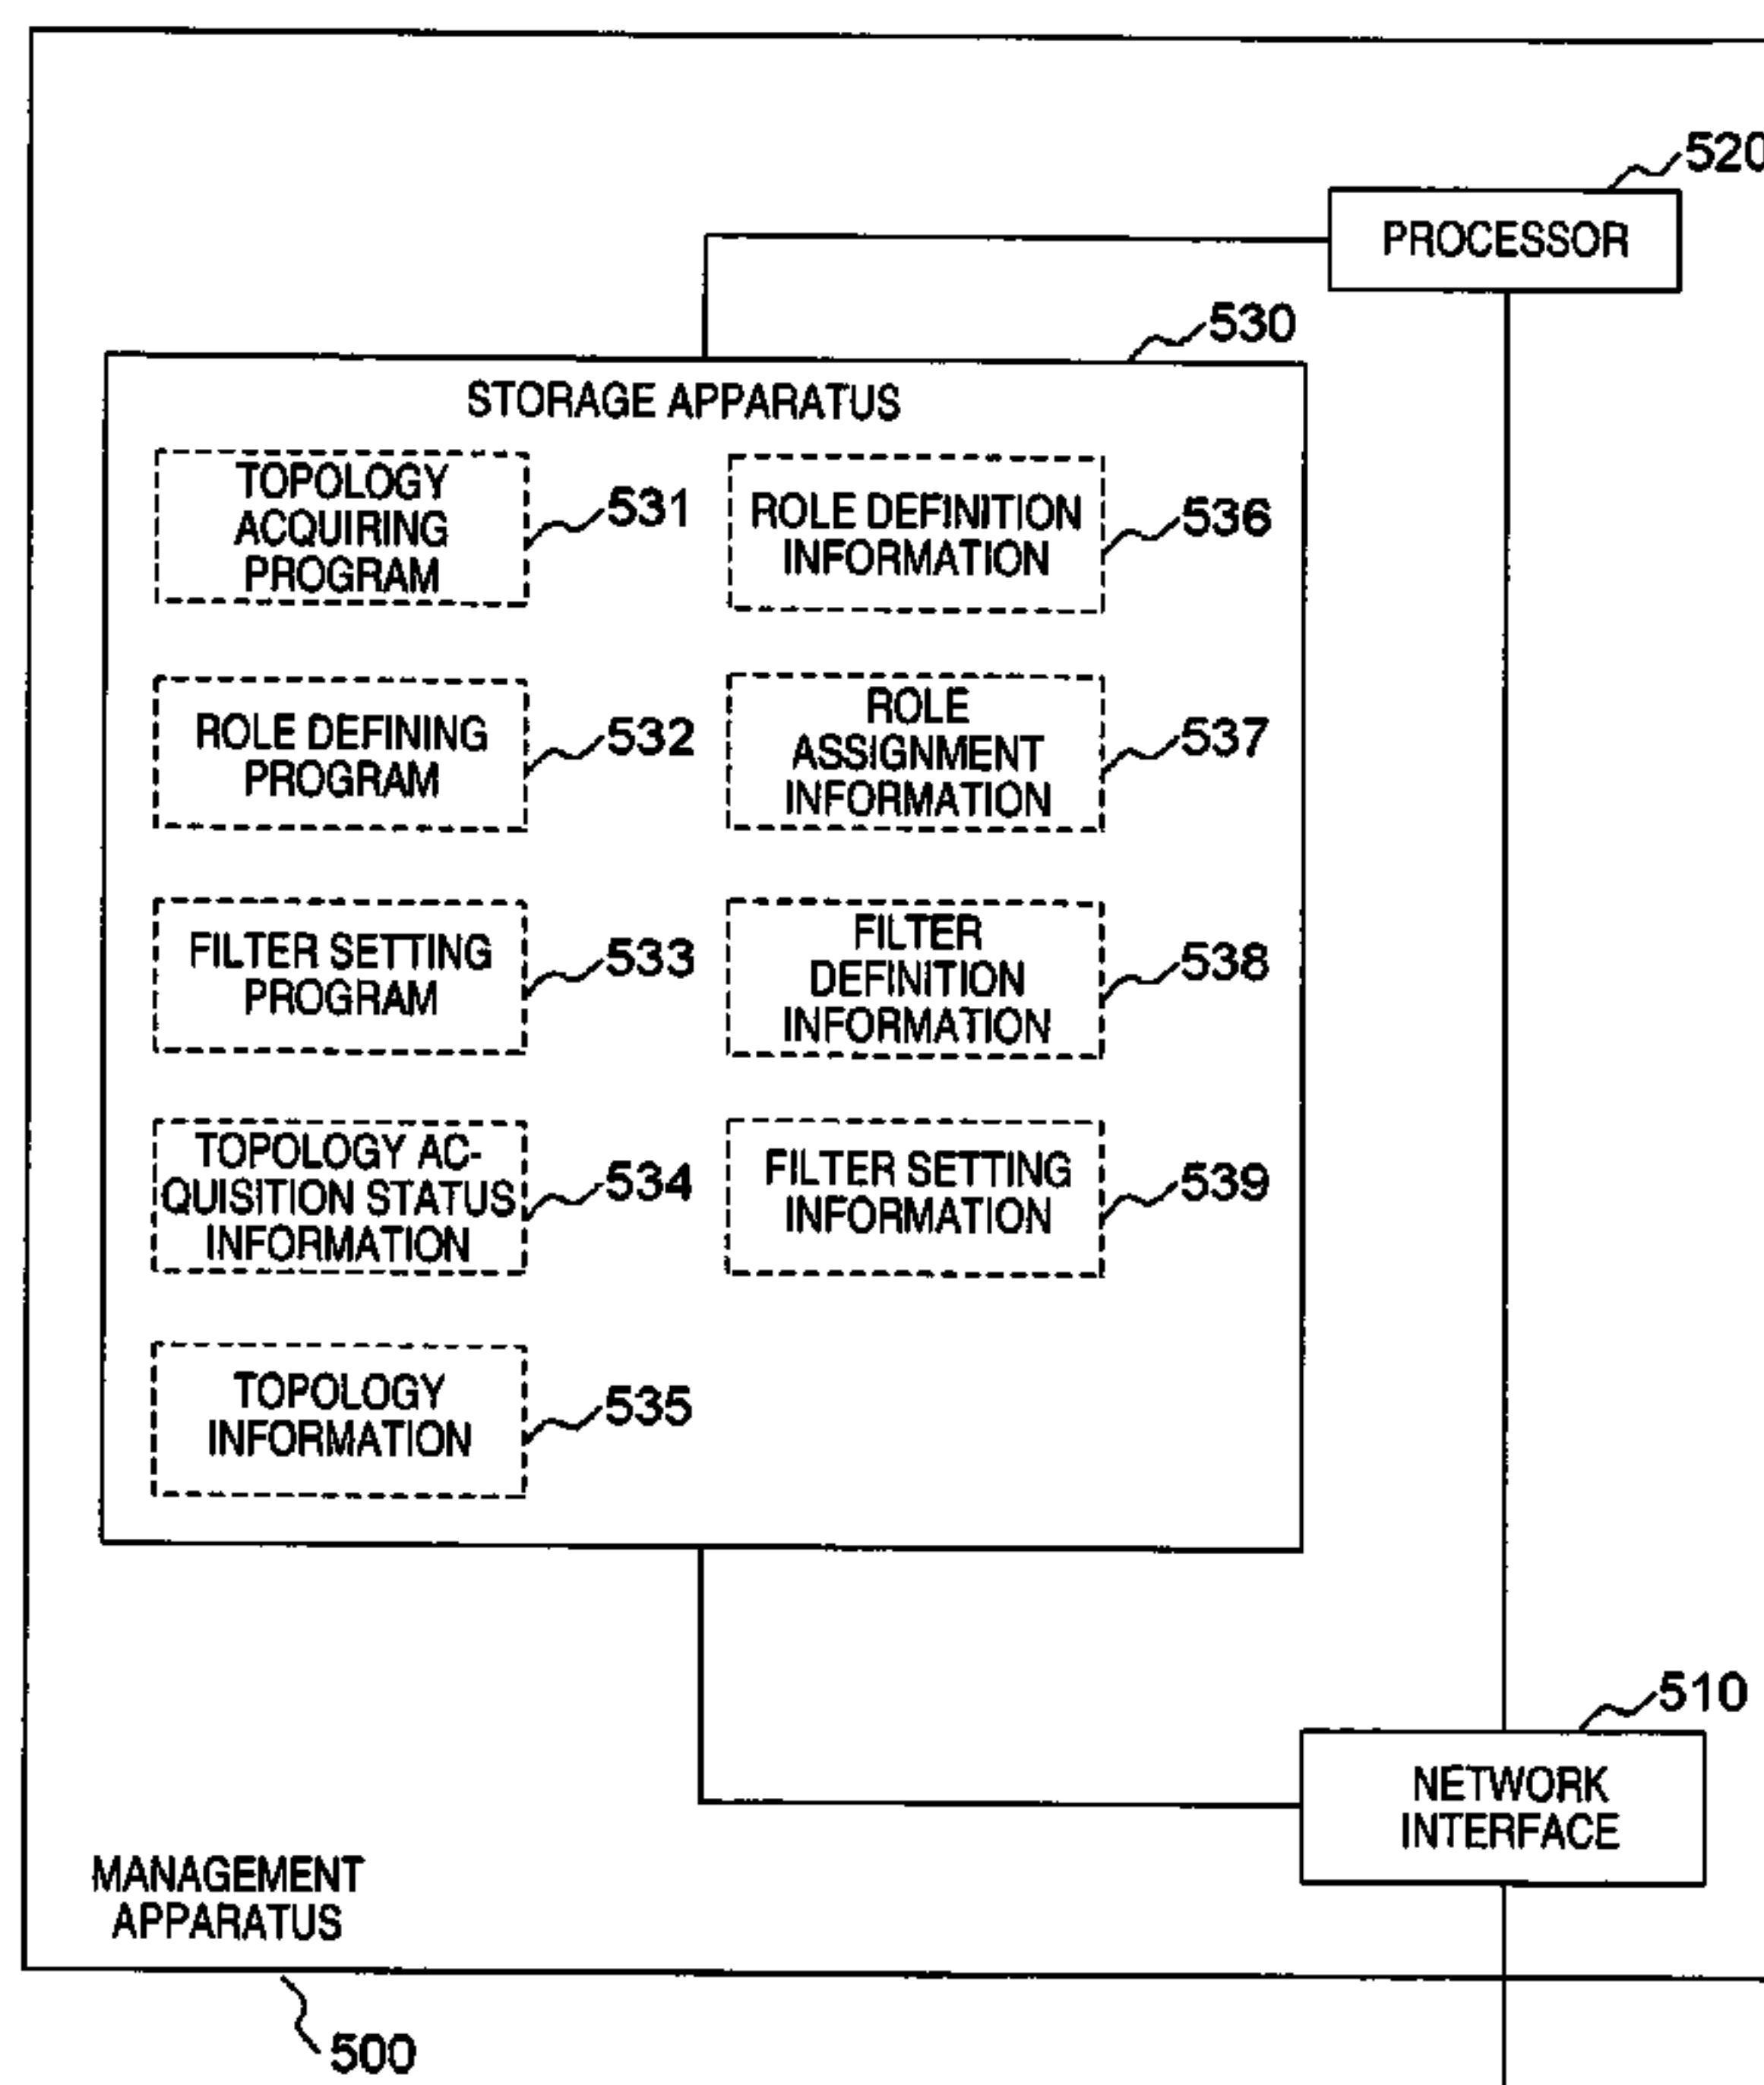 520
PROCESSOR
530
STORAGE APPARATUS
TOPOLOGY
ACQUIRING
PROGRAM
531
ROLE DEFINITION
INFORMATION
536
ROLE DEFINING
PROGRAM
532
ROLE
ASSIGNMENT
INFORMATION
537
FILTER SETTING
PROGRAM
533
FILTER
DEFINITION
INFORMATION
538
TOPOLOGY AC-
QUISITION STATUS
INFORMATION
534
FILTER SETTING
INFORMATION
539
TOPOLOGY
INFORMATION
535
510
NETWORK
INTERFACE
MANAGEMENT
APPARATUS
500